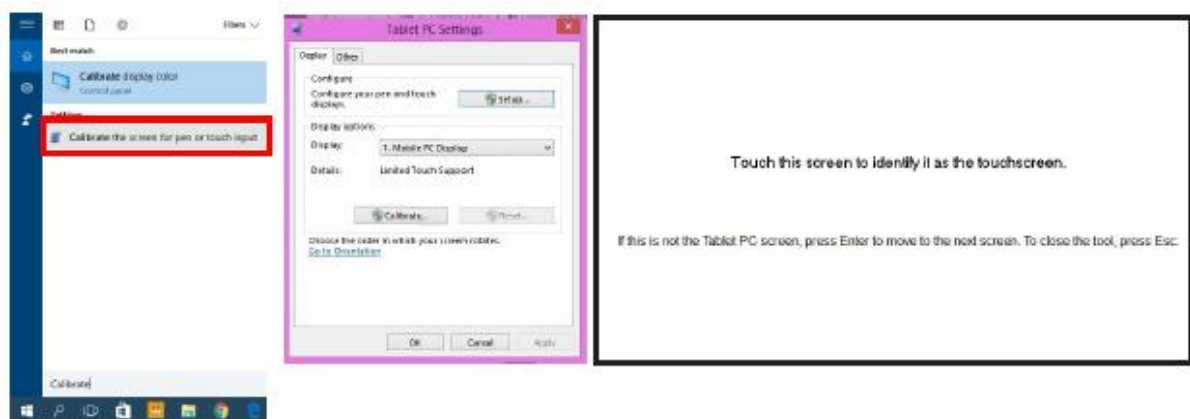 Filters
Best match
Calibrate display color
Control panel
Settings
Calibrate the screen for pen or touch input
Calibrate
Tablet PC Settings
Display Other
Configure
Configure your pen and touch
displays.
Setup...
Display options
Display: 1. Mobile PC Display
Details: Limited Touch Support
Calibrate... Reset...
Choose the order in which your screen rotates.
Go to Orientation
OK Cancel Apply
Touch this screen to identify it as the touchscreen.
If this is not the Tablet PC screen, press Enter to move to the next screen. To close the tool, press Esc.